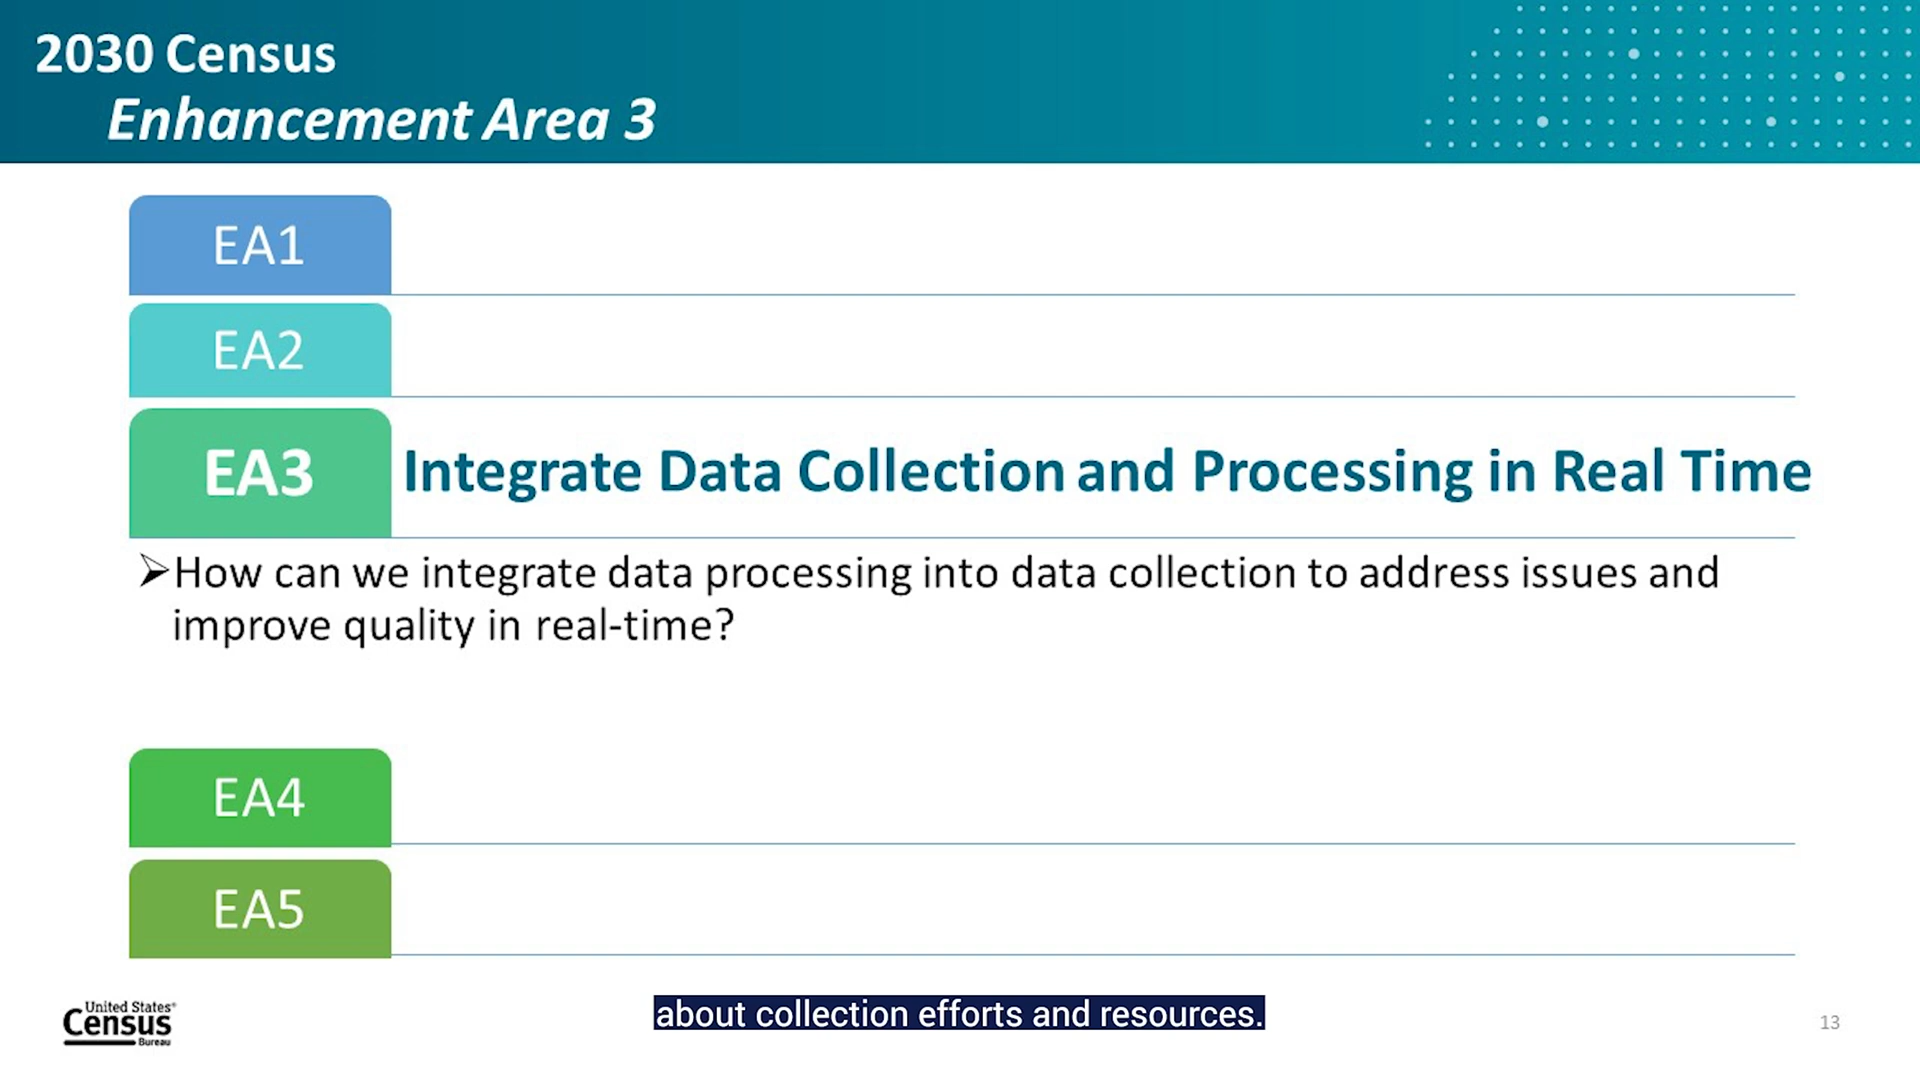 2030 Census
Enhancement Area 3
EA1
EA2
EA3
Integrate Data Collection and Processing in Real Time
➢How can we integrate data processing into data collection to address issues and
improve quality in real-time?
EA4
EA5
United States®
Census
Bureau
about collection efforts and resources.
13